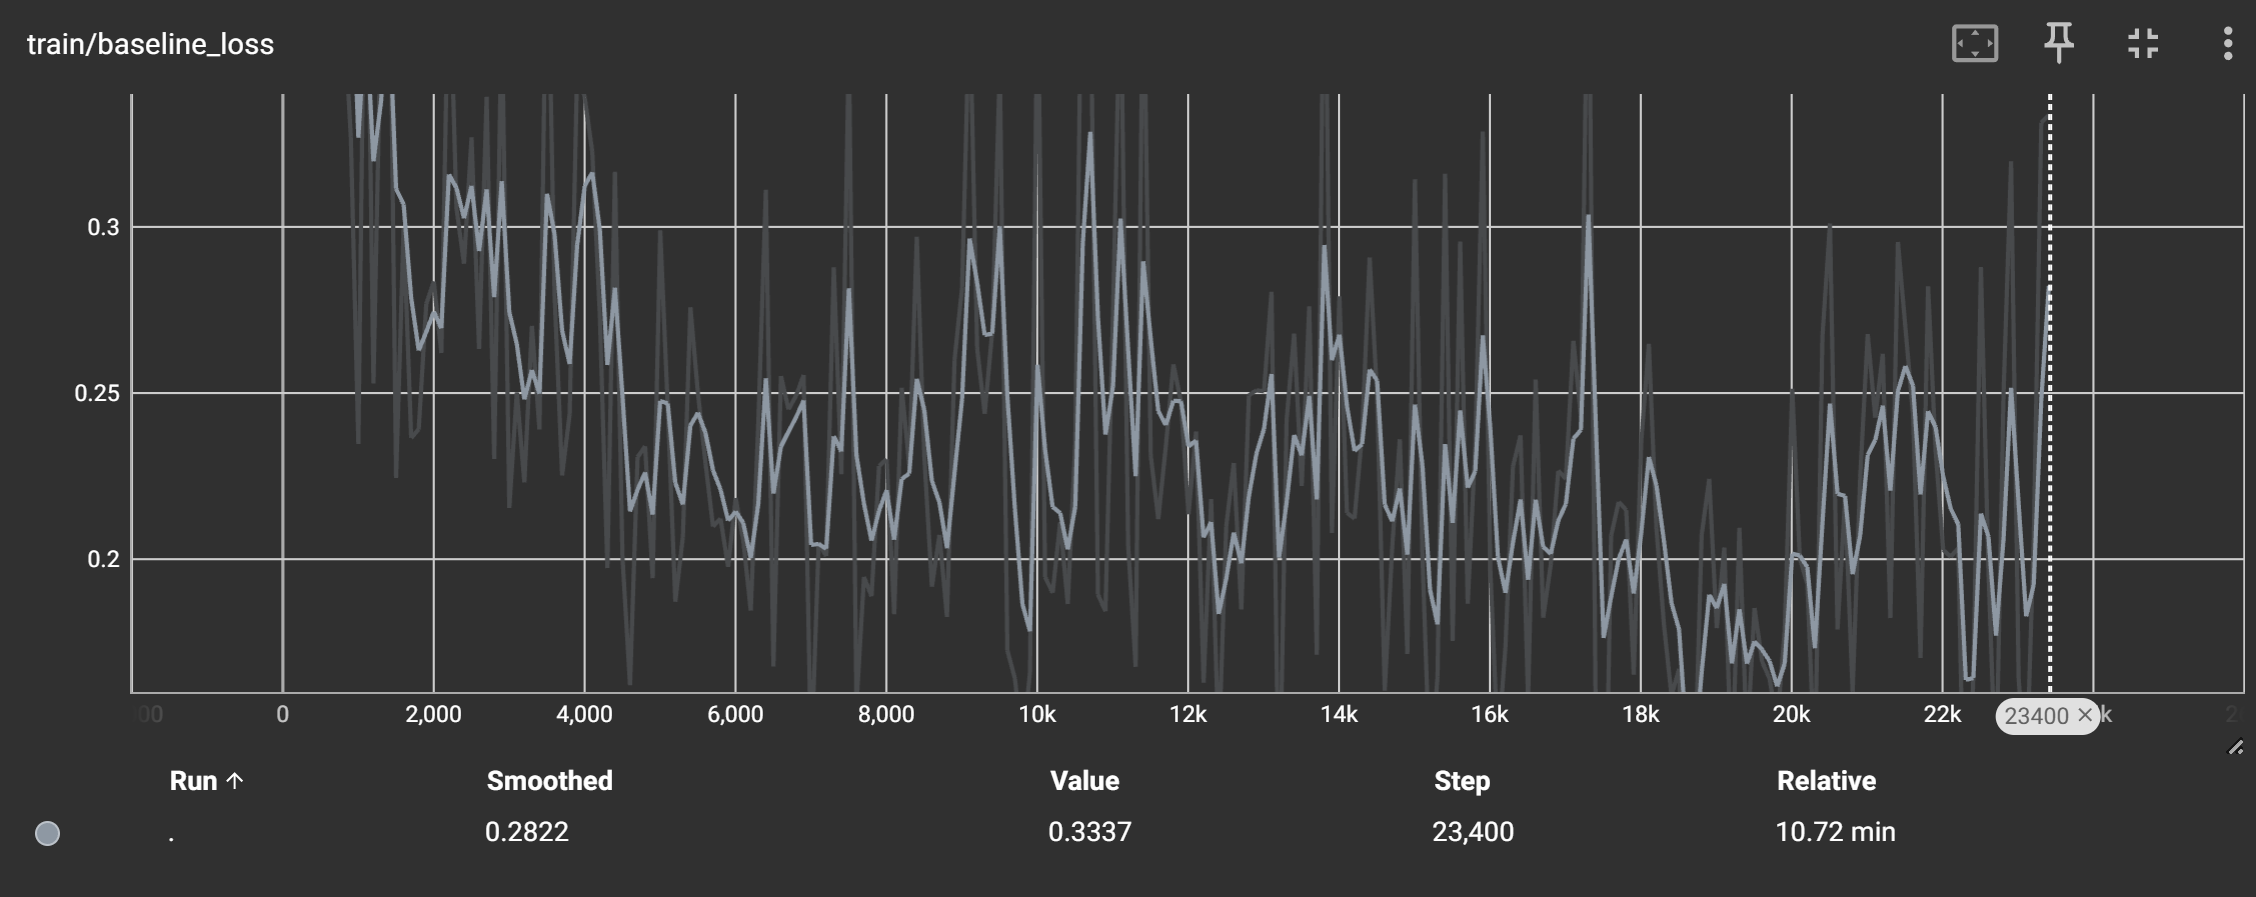 train/baseline_loss
0.3
0.25
0.2
0 2,000 4,000 6,000 8,000 10k 12k 14k 16k 18k 20k 22k 23400 × k
Run ↑ Smoothed Value Step Relative
. 0.2822 0.3337 23,400 10.72 min